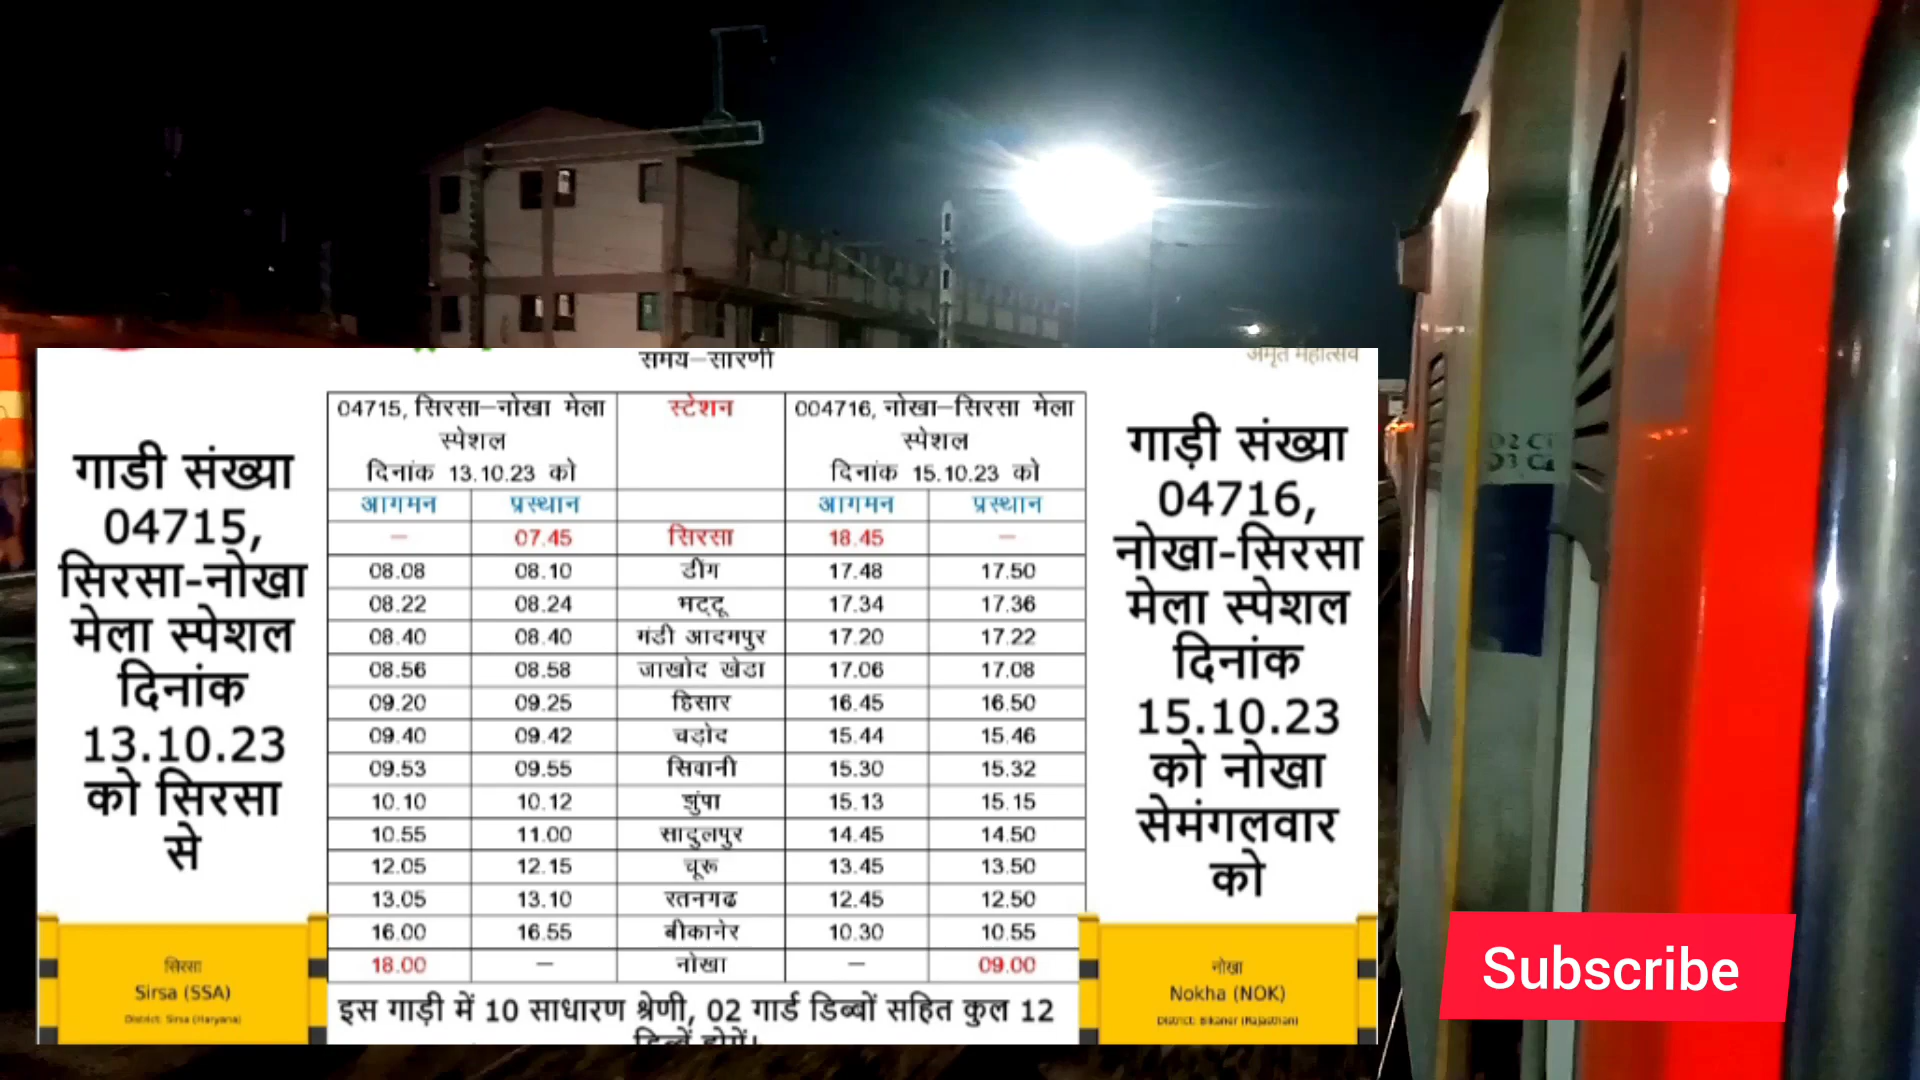 समय–सारणी
अमृत महोत्सव
गाडी संख्या
04715,
सिरसा-नोखा
मेला स्पेशल
दिनांक
13.10.23
को सिरसा
से
04715, सिरसा–नोखा मेला स्पेशल दिनांक 13.10.23 को	स्टेशन	004716, नोखा–सिरसा मेला स्पेशल दिनांक 15.10.23 को
आगमन	प्रस्थान		आगमन	प्रस्थान
–	07.45	सिरसा	18.45	–
08.08	08.10	डींग	17.48	17.50
08.22	08.24	भट्टू	17.34	17.36
08.40	08.40	मंडी आदमपुर	17.20	17.22
08.56	08.58	जाखोद खेडा	17.06	17.08
09.20	09.25	हिसार	16.45	16.50
09.40	09.42	चडोद	15.44	15.46
09.53	09.55	सिवानी	15.30	15.32
10.10	10.12	झुंपा	15.13	15.15
10.55	11.00	सादुलपुर	14.45	14.50
12.05	12.15	चूरू	13.45	13.50
13.05	13.10	रतनगढ	12.45	12.50
16.00	16.55	बीकानेर	10.30	10.55
18.00	–	नोखा	–	09.00
इस गाड़ी में 10 साधारण श्रेणी, 02 गार्ड डिब्बों सहित कुल 12
डिब्बें होगें।
गाड़ी संख्या
04716,
नोखा-सिरसा
मेला स्पेशल
दिनांक
15.10.23
को नोखा
सेमंगलवार
को
सिरसा
Sirsa (SSA)
District: Sirsa (Haryana)
नोखा
Nokha (NOK)
District: Bikaner (Rajasthan)
Subscribe